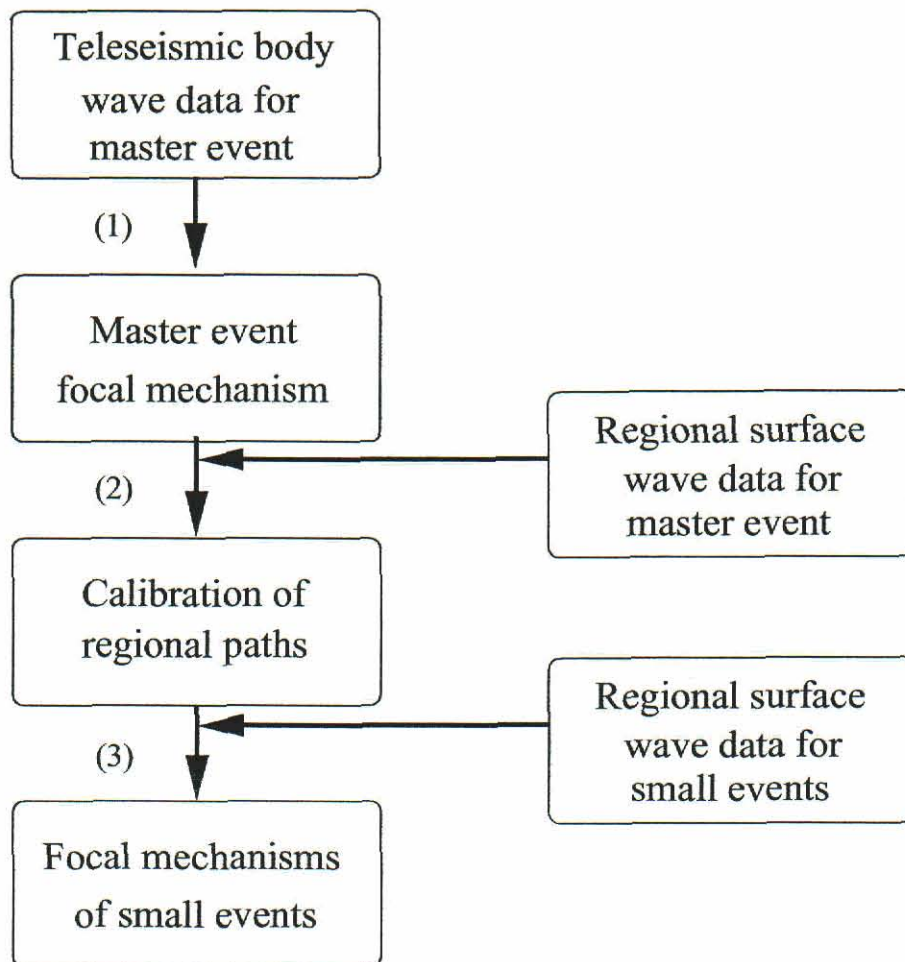 Teleseismic body
wave data for
master event
(1)
Master event
focal mechanism
Regional surface
wave data for
master event
(2)
Calibration of
regional paths
Regional surface
wave data for
small events
(3)
Focal mechanisms
of small events